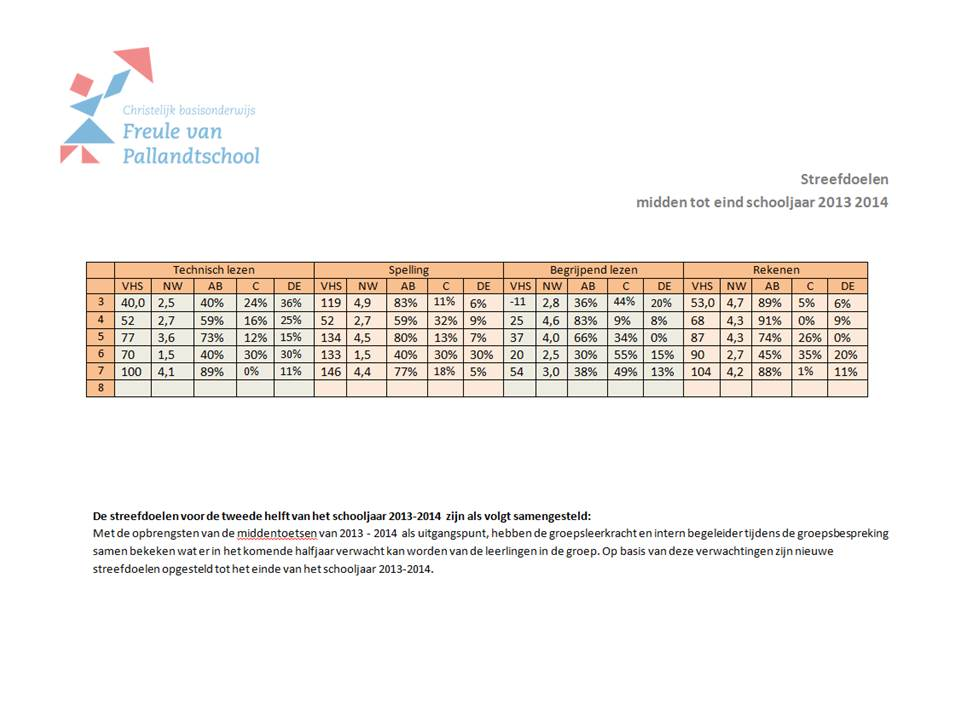 Christelijk basisonderwijs
Freule van
Pallandtschool
Streefdoelen
midden tot eind schooljaar 2013 2014
Technisch lezen Spelling Begrijpend lezen Rekenen
VHS NW AB C DE VHS NW AB C DE VHS NW AB C DE VHS NW AB C DE
3 40,0 2,5 40% 24% 36% 119 4,9 83% 11% 6% -11 2,8 36% 44% 20% 53,0 4,7 89% 5% 6%
4 52 2,7 59% 16% 25% 52 2,7 59% 32% 9% 25 4,6 83% 9% 8% 68 4,3 91% 0% 9%
5 77 3,6 73% 12% 15% 134 4,5 80% 13% 7% 37 4,0 66% 34% 0% 87 4,3 74% 26% 0%
6 70 1,5 40% 30% 30% 133 1,5 40% 30% 30% 20 2,5 30% 55% 15% 90 2,7 45% 35% 20%
7 100 4,1 89% 0% 11% 146 4,4 77% 18% 5% 54 3,0 38% 49% 13% 104 4,2 88% 1% 11%
8
De streefdoelen voor de tweede helft van het schooljaar 2013-2014 zijn als volgt samengesteld:
Met de opbrengsten van de middentoetsen van 2013 - 2014 als uitgangspunt, hebben de groepsleerkracht en intern begeleider tijdens de groepsbespreking
samen bekeken wat er in het komende halfjaar verwacht kan worden van de leerlingen in de groep. Op basis van deze verwachtingen zijn nieuwe
streefdoelen opgesteld tot het einde van het schooljaar 2013-2014.